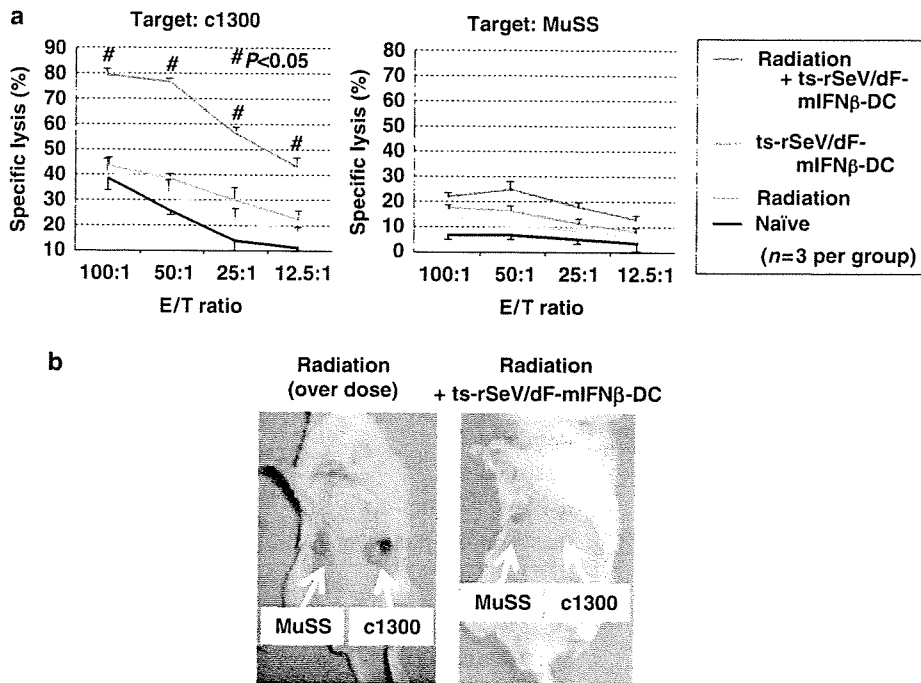 a
Target: c1300
Specific lysis (%)
90
80
70
60
50
40
30
20
10
# # # # P<0.05
#
100:1 50:1 25:1 12.5:1
E/T ratio
Target: MuSS
Specific lysis (%)
80
70
60
50
40
30
20
10
0
100:1 50:1 25:1 12.5:1
E/T ratio
Radiation
+ ts-rSeV/dF-
mIFNβ-DC
ts-rSeV/dF-
mIFNβ-DC
Radiation
Naïve
(n=3 per group)
b
Radiation
(over dose)
MuSS c1300
Radiation
+ ts-rSeV/dF-mIFNβ-DC
MuSS c1300